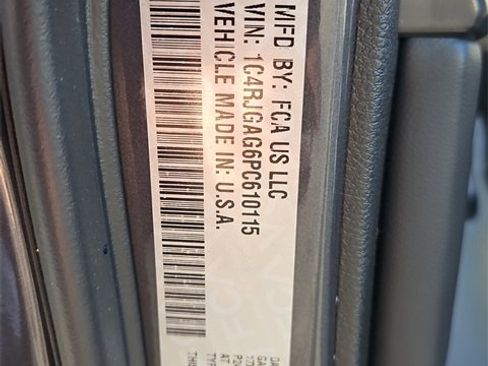 MFD BY: FCA US LLC
VIN: 1C4RJGAG6PC610115
VEHICLE MADE IN: U.S.A.